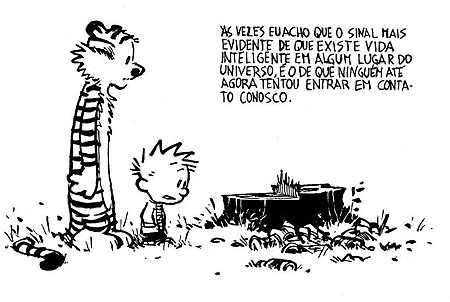 ÀS VEZES EU ACHO QUE O SINAL MAIS
EVIDENTE DE QUE EXISTE VIDA
INTELIGENTE EM ALGUM LUGAR DO
UNIVERSO, É O DE QUE NINGUÉM ATÉ
AGORA TENTOU ENTRAR EM CONTA-
TO CONOSCO.